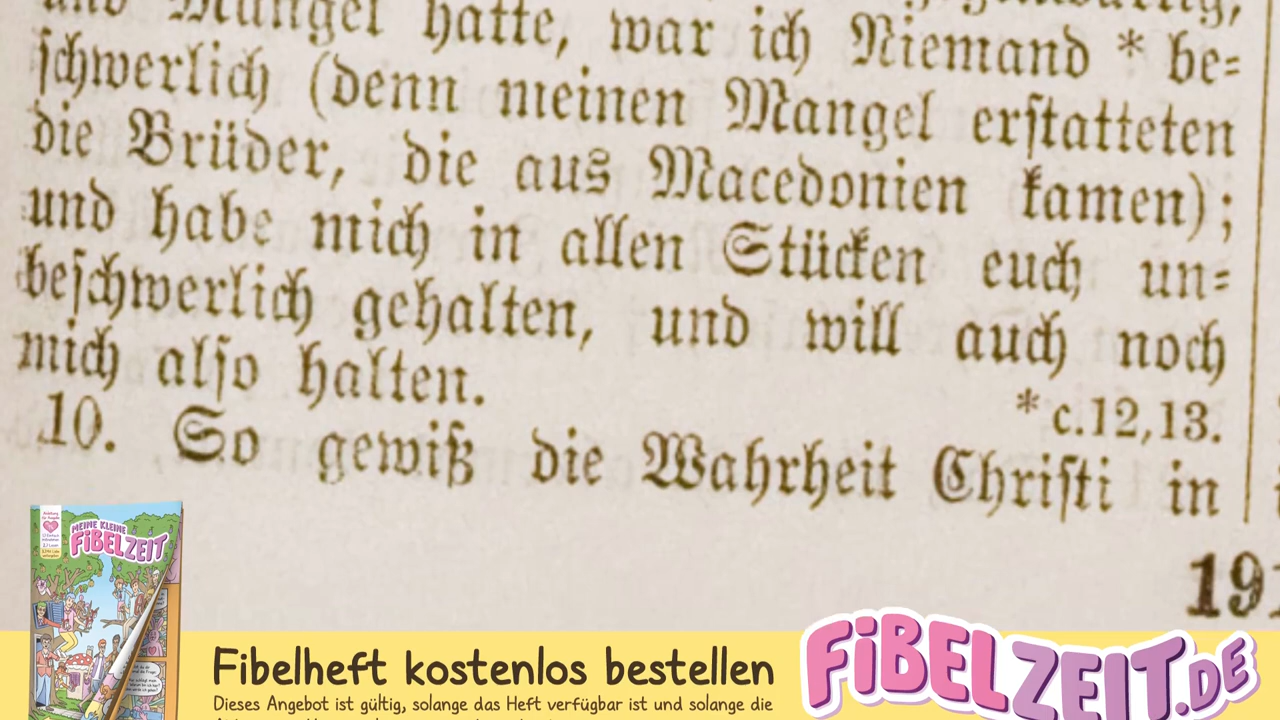 und Mangel hatte, war ich Niemand * be=
ſchwerlich (denn meinen Mangel erſtatteten
die Brüder, die aus Macedonien kamen);
und habe mich in allen Stücken euch un=
beſchwerlich gehalten, und will auch noch
mich alſo halten.
* c.12,13.
10. So gewiß die Wahrheit Chriſti in
MEINE KLEINE
FiBELZEIT
Fibelheft kostenlos bestellen
Dieses Angebot ist gültig, solange das Heft verfügbar ist und solange die
FiBELZEIT.DE